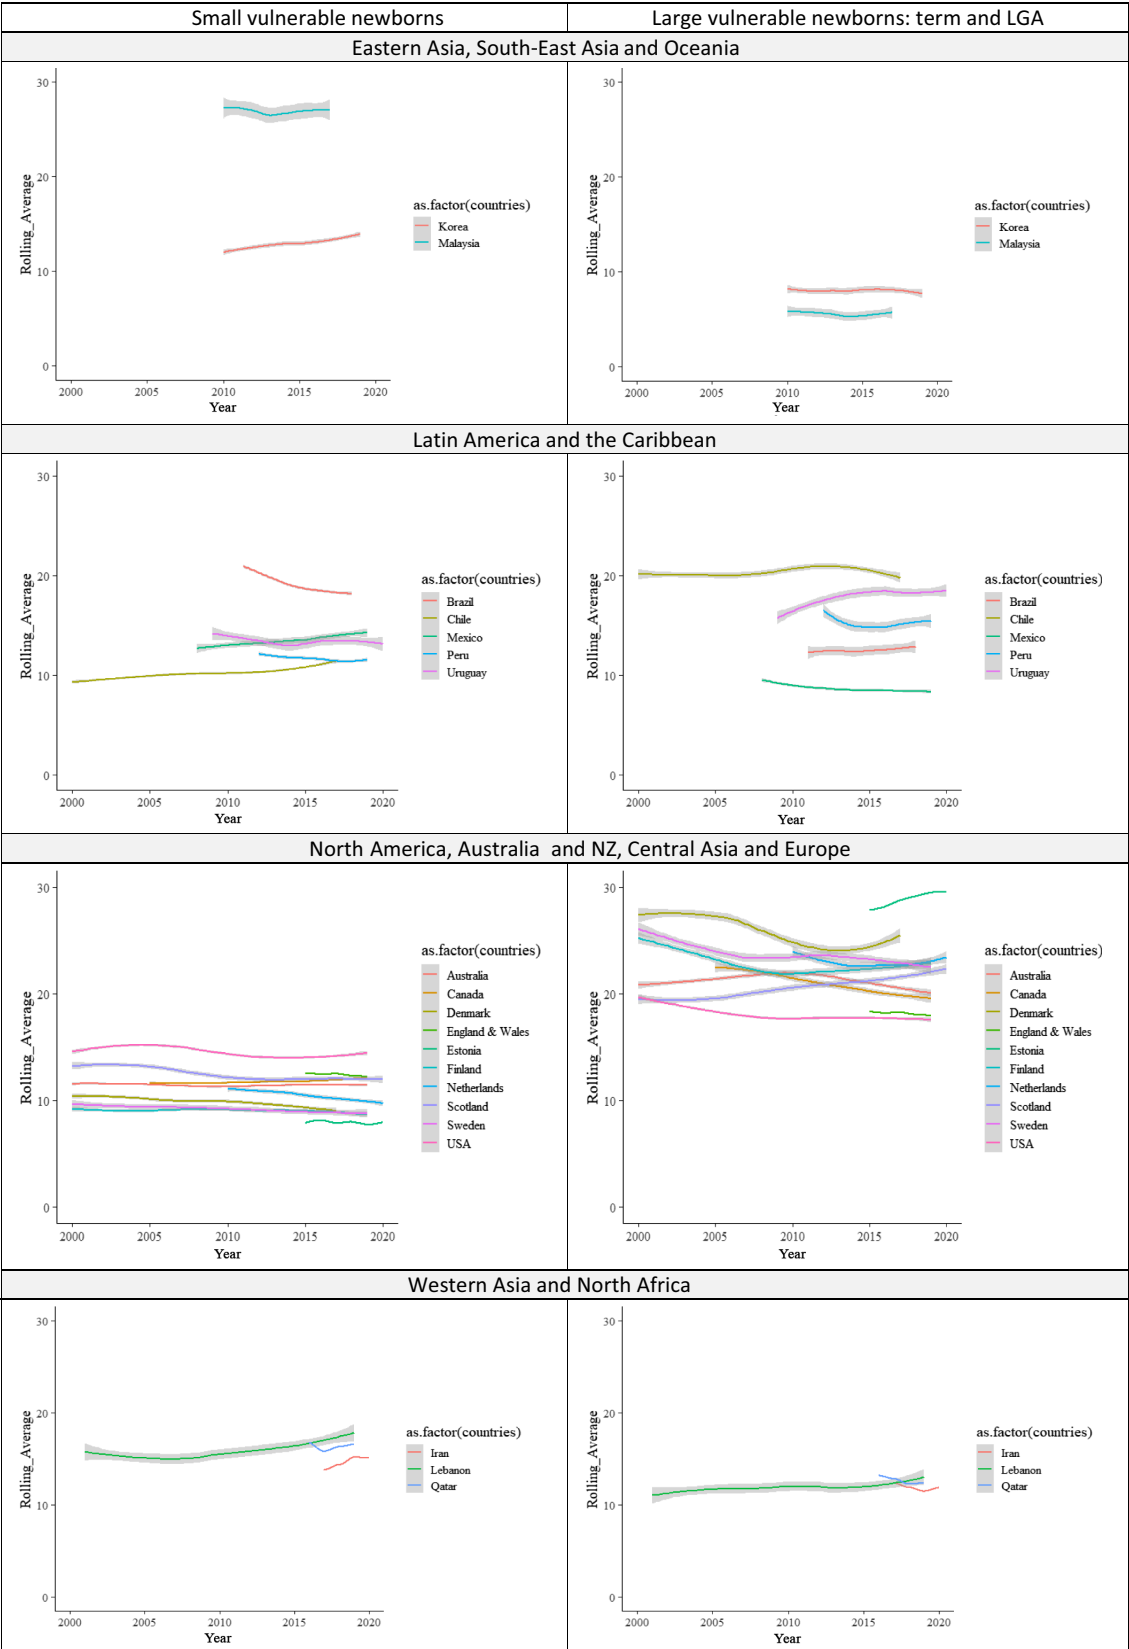 Small vulnerable newborns
Large vulnerable newborns: term and LGA
Eastern Asia, South-East Asia and Oceania
30
20
10
0
Rolling_Average
2000 2005 2010 2015 2020
Year
as.factor(countries)
Korea
Malaysia
30
20
10
0
Rolling_Average
2000 2005 2010 2015 2020
Year
as.factor(countries)
Korea
Malaysia
Latin America and the Caribbean
30
20
10
0
Rolling_Average
2000 2005 2010 2015 2020
Year
as.factor(countries)
Brazil
Chile
Mexico
Peru
Uruguay
30
20
10
0
Rolling_Average
2000 2005 2010 2015 2020
Year
as.factor(countries)
Brazil
Chile
Mexico
Peru
Uruguay
North America, Australia and NZ, Central Asia and Europe
30
20
10
0
Rolling_Average
2000 2005 2010 2015 2020
Year
as.factor(countries)
Australia
Canada
Denmark
England & Wales
Estonia
Finland
Netherlands
Scotland
Sweden
USA
30
20
10
0
Rolling_Average
2000 2005 2010 2015 2020
Year
as.factor(countries)
Australia
Canada
Denmark
England & Wales
Estonia
Finland
Netherlands
Scotland
Sweden
USA
Western Asia and North Africa
30
20
10
0
Rolling_Average
2000 2005 2010 2015 2020
Year
as.factor(countries)
Iran
Lebanon
Qatar
30
20
10
0
Rolling_Average
2000 2005 2010 2015 2020
Year
as.factor(countries)
Iran
Lebanon
Qatar